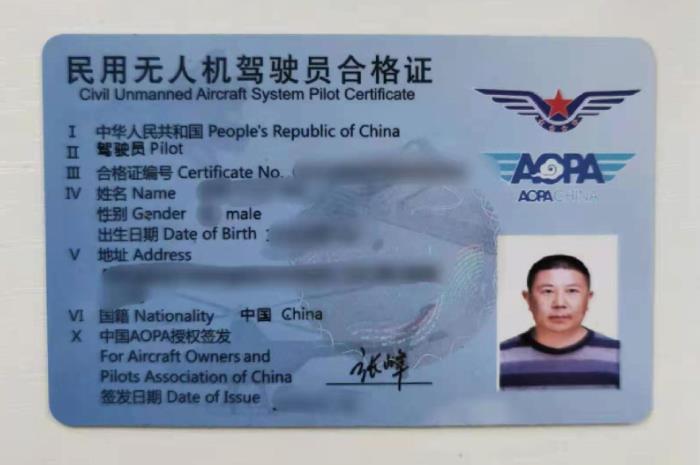 民用无人机驾驶员合格证
Civil Unmanned Aircraft System Pilot Certificate
Ⅰ 中华人民共和国 People's Republic of China
Ⅱ 驾驶员 Pilot
Ⅲ 合格证编号 Certificate No.
Ⅳ 姓名 Name
性别 Gender male
出生日期 Date of Birth
Ⅴ 地址 Address
Ⅵ 国籍 Nationality 中国 China
Ⅹ 中国AOPA授权签发
For Aircraft Owners and
Pilots Association of China
签发日期 Date of Issue
张峰
AOPA
AOPA CHINA